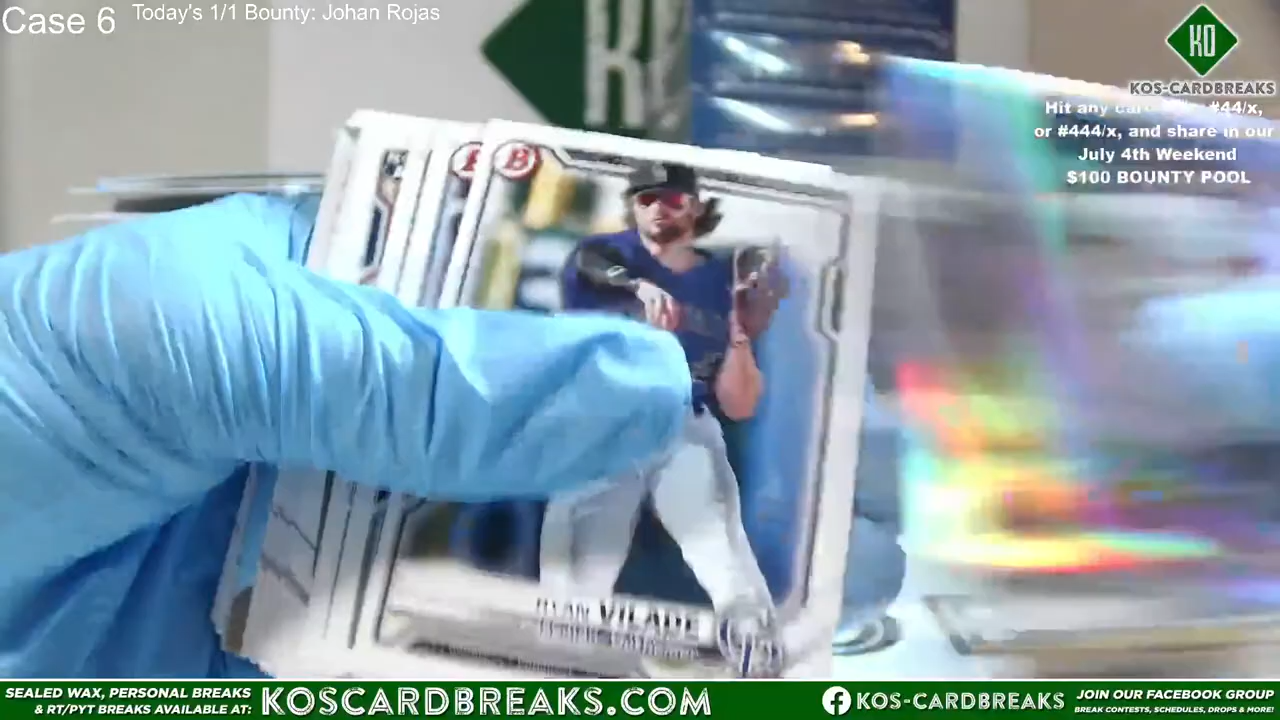 Case 6
Today's 1/1 Bounty: Johan Rojas
KO
KOS-CARDBREAKS
Hit any #44/x,
or #444/x, and share in our
July 4th Weekend
$100 BOUNTY POOL
B
VILADE
SEALED WAX, PERSONAL BREAKS
& RT/PYT BREAKS AVAILABLE AT:
KOSCARDBREAKS.COM
KOS-CARDBREAKS
JOIN OUR FACEBOOK GROUP
BREAK CONTESTS, SCHEDULES, DROPS & MORE!